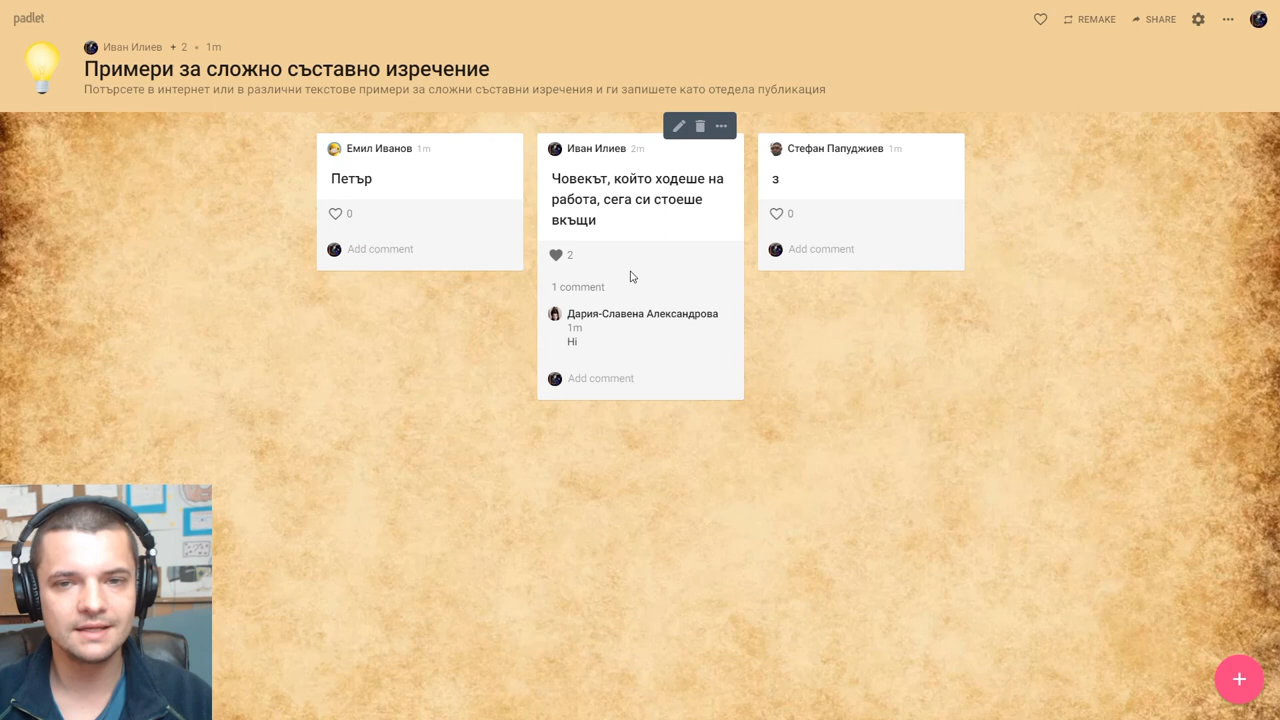 padlet
REMAKE
SHARE
Иван Илиев + 2 • 1m
Примери за сложно съставно изречение
Потърсете в интернет или в различни текстове примери за сложни съставни изречения и ги запишете като отедела публикация
Емил Иванов 1m
Петър
0
Add comment
Иван Илиев 2m
Човекът, който ходеше на
работа, сега си стоеше
вкъщи
2
1 comment
Дария-Славена Александрова
1m
Hi
Add comment
Стефан Папуджиев 1m
з
0
Add comment